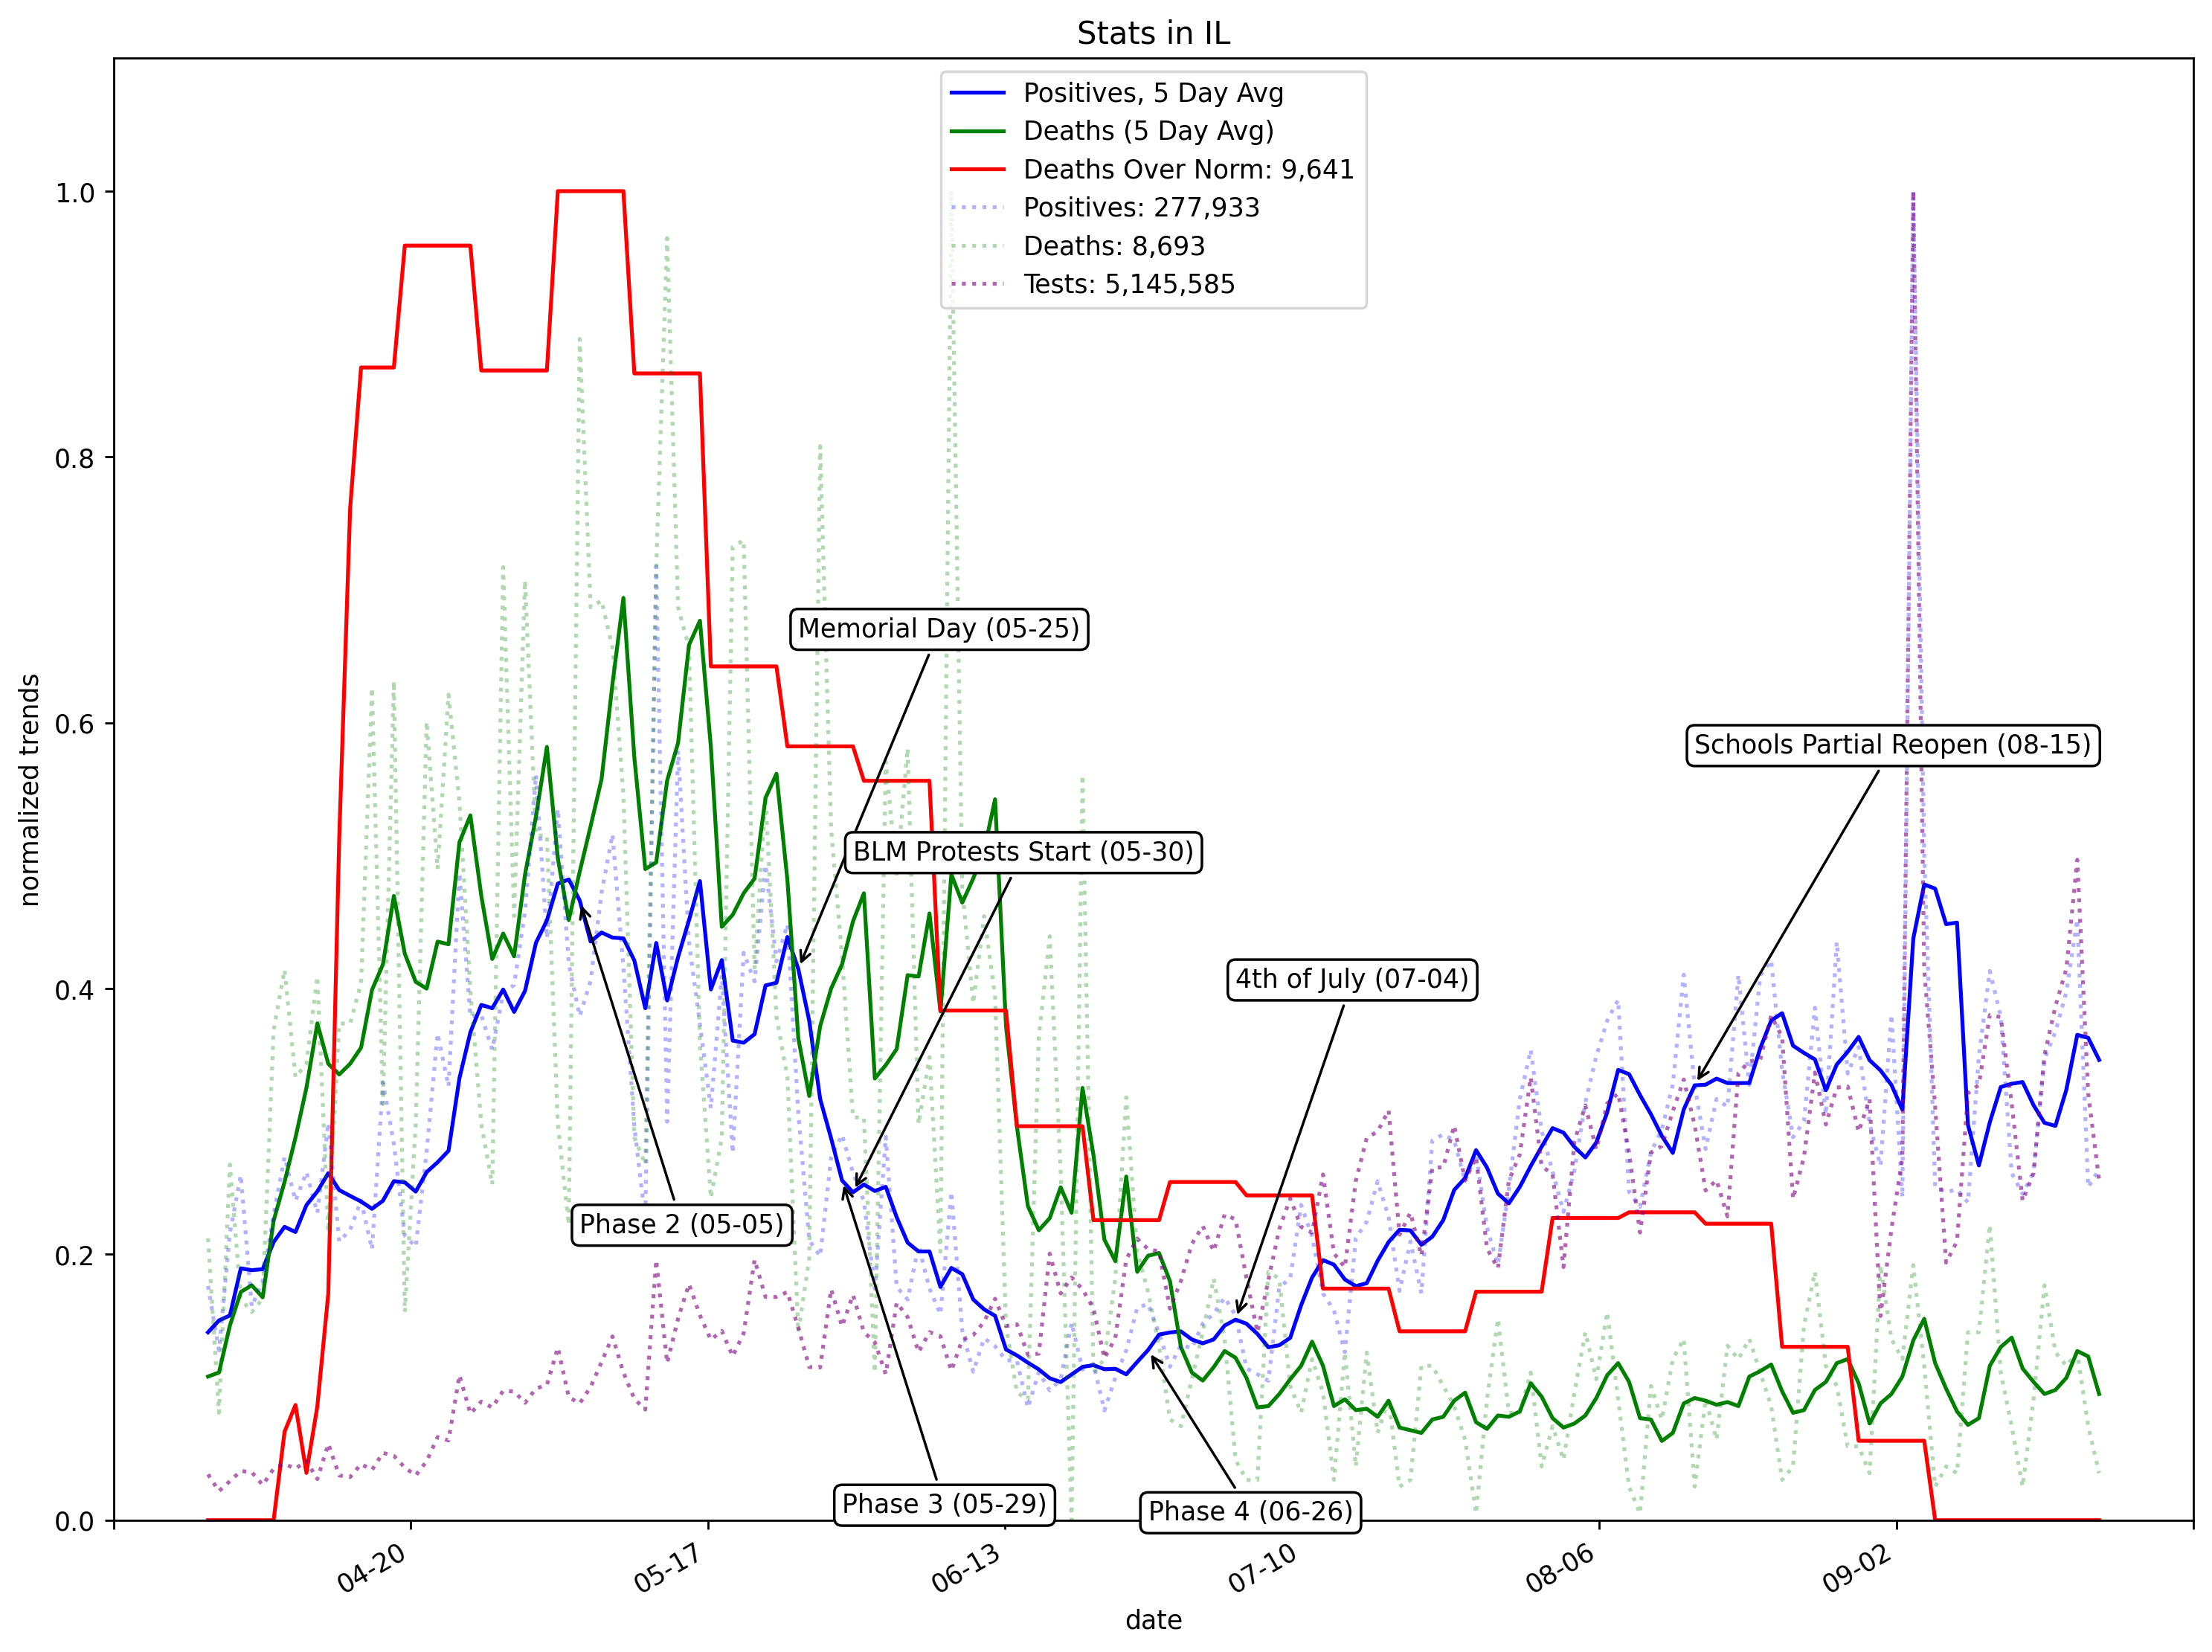 Stats in IL
Positives, 5 Day Avg
Deaths (5 Day Avg)
Deaths Over Norm: 9,641
Positives: 277,933
Deaths: 8,693
Tests: 5,145,585
normalized trends
1.0
0.8
0.6
0.4
0.2
0.0
Memorial Day (05-25)
Schools Partial Reopen (08-15)
BLM Protests Start (05-30)
4th of July (07-04)
Phase 2 (05-05)
Phase 3 (05-29)
Phase 4 (06-26)
04-20
05-17
06-13
07-10
08-06
09-02
date